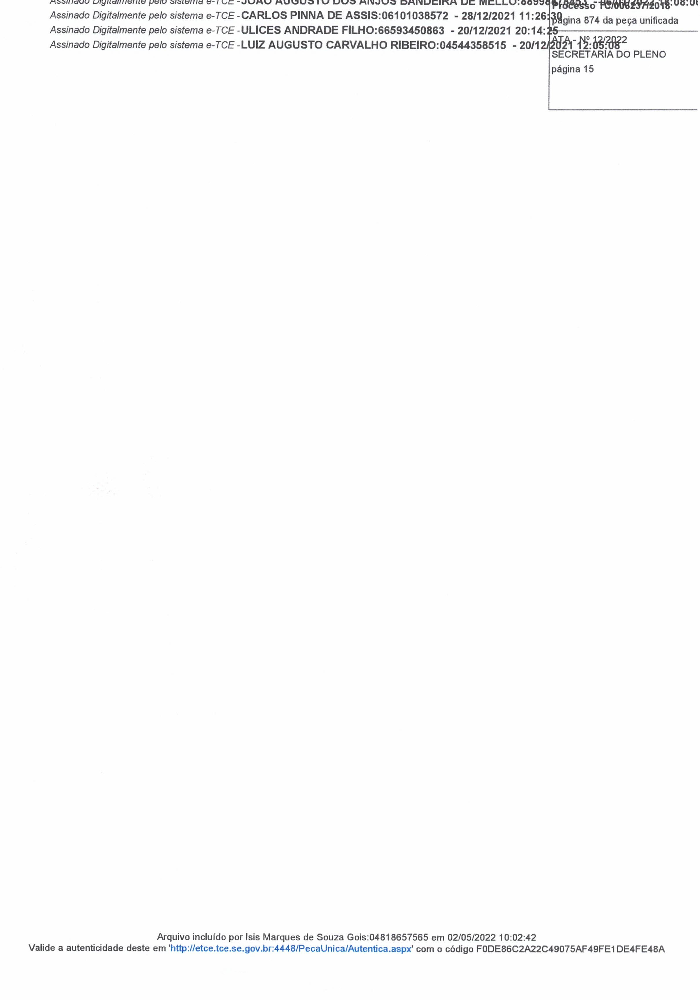 Assinado Digitalmente pelo sistema e-TCE -JOAO AUGUSTO DOS ANJOS BANDEIRA DE MELLO:
Assinado Digitalmente pelo sistema e-TCE -CARLOS PINNA DE ASSIS:06101038572 - 28/12/2021 11:26:30
Assinado Digitalmente pelo sistema e-TCE -ULICES ANDRADE FILHO:66593450863 - 20/12/2021 20:14:25
Assinado Digitalmente pelo sistema e-TCE -LUIZ AUGUSTO CARVALHO RIBEIRO:04544358515 - 20/12/2021 12:05:08
Processo TC/006237/2018
página 874 da peça unificada
ATA - Nº 12/2022
SECRETARIA DO PLENO
página 15
Arquivo incluído por Isis Marques de Souza Gois:04818657565 em 02/05/2022 10:02:42
Valide a autenticidade deste em 'http://etce.tce.se.gov.br:4448/PecaUnica/Autentica.aspx' com o código F0DE86C2A22C49075AF49FE1DE4FE48A